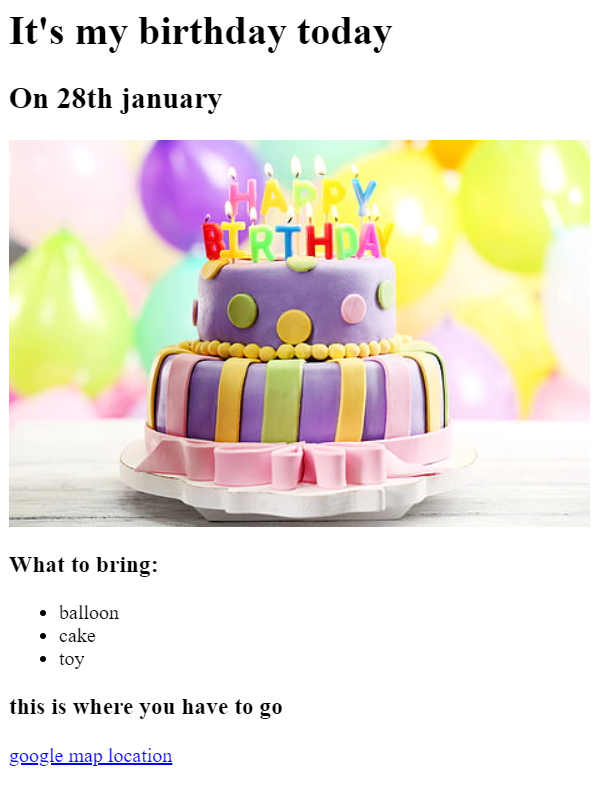 It's my birthday today
On 28th january
HAPPY
BIRTHDAY
What to bring:
balloon
cake
toy
this is where you have to go
google map location